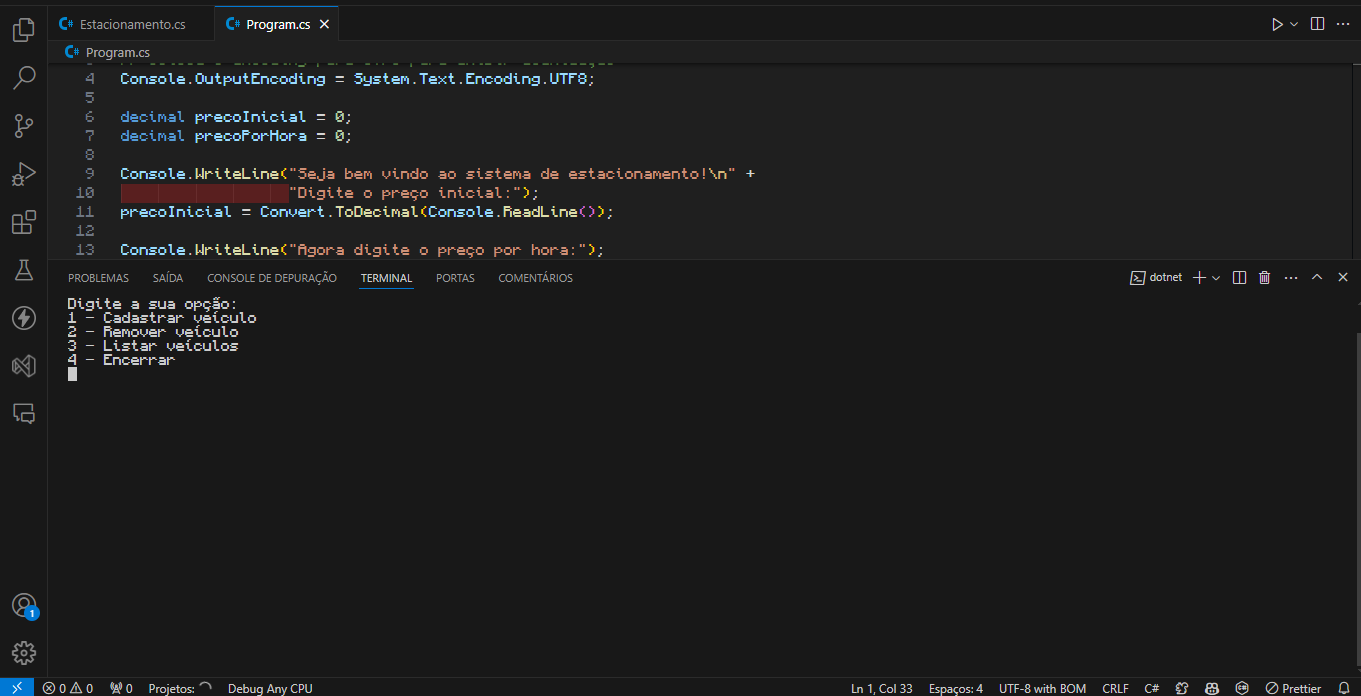 Estacionamento.cs
Program.cs
Program.cs
4 Console.OutputEncoding = System.Text.Encoding.UTF8;
5
6 decimal precoInicial = 0;
7 decimal precoPorHora = 0;
8
9 Console.WriteLine("Seja bem vindo ao sistema de estacionamento!\n" +
10 "Digite o preço inicial:");
11 precoInicial = Convert.ToDecimal(Console.ReadLine());
12
13 Console.WriteLine("Agora digite o preço por hora:");
PROBLEMAS SAÍDA CONSOLE DE DEPURAÇÃO TERMINAL PORTAS COMENTÁRIOS
dotnet
Digite a sua opção:
1 - Cadastrar veículo
2 - Remover veículo
3 - Listar veículos
4 - Encerrar
1
0 0 0 Projetos: Debug Any CPU
Ln 1, Col 33 Espaços: 4 UTF-8 with BOM CRLF C# Prettier